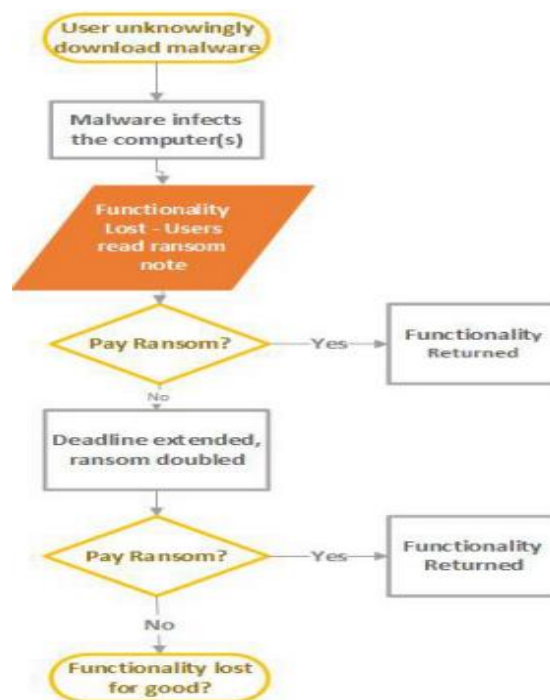 User unknowingly
download malware
Malware infects
the computer(s)
Functionality
Lost - Users
read ransom
note
Pay Ransom?
Yes
Functionality
Returned
No
Deadline extended,
ransom doubled
Pay Ransom?
Yes
Functionality
Returned
No
Functionality lost
for good?